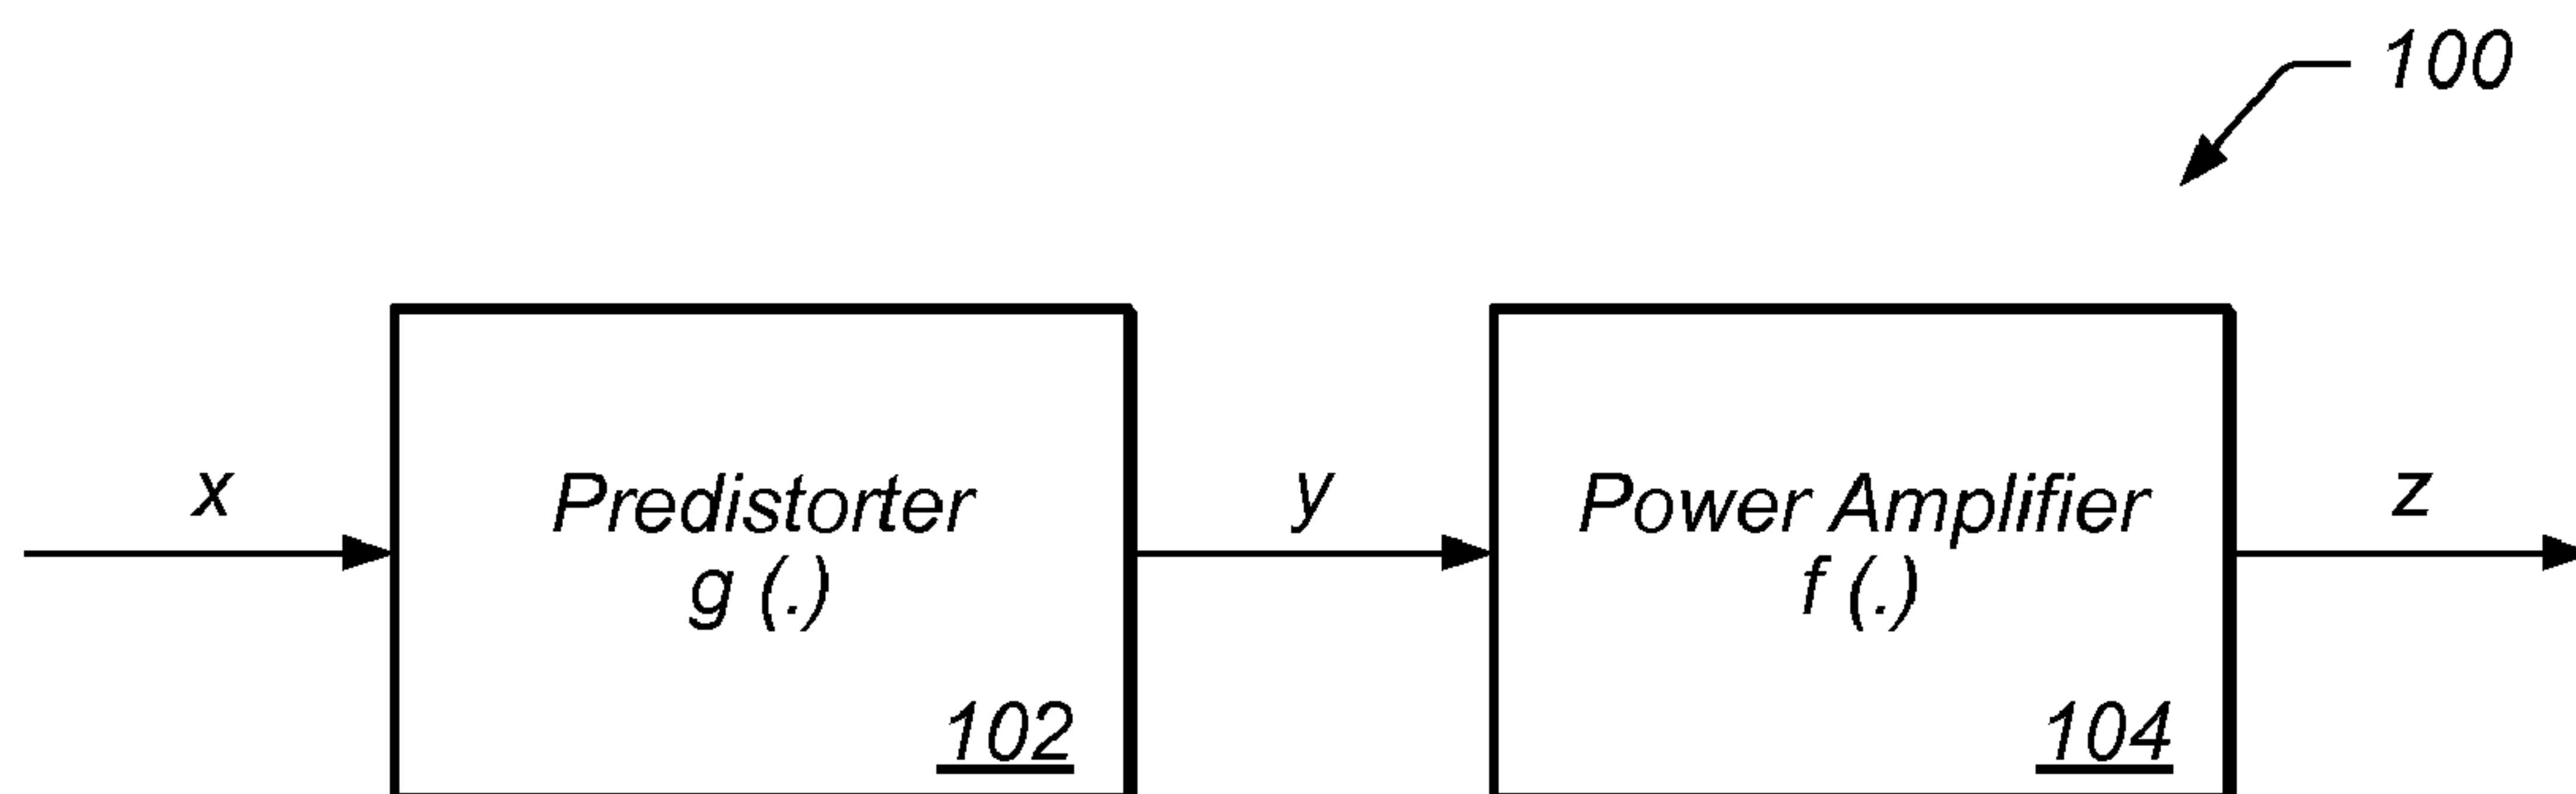 100
x
Predistorter
g (.)
102
y
Power Amplifier
f (.)
104
z